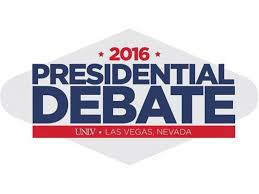 2016
PRESIDENTIAL
DEBATE
UNLV • LAS VEGAS, NEVADA